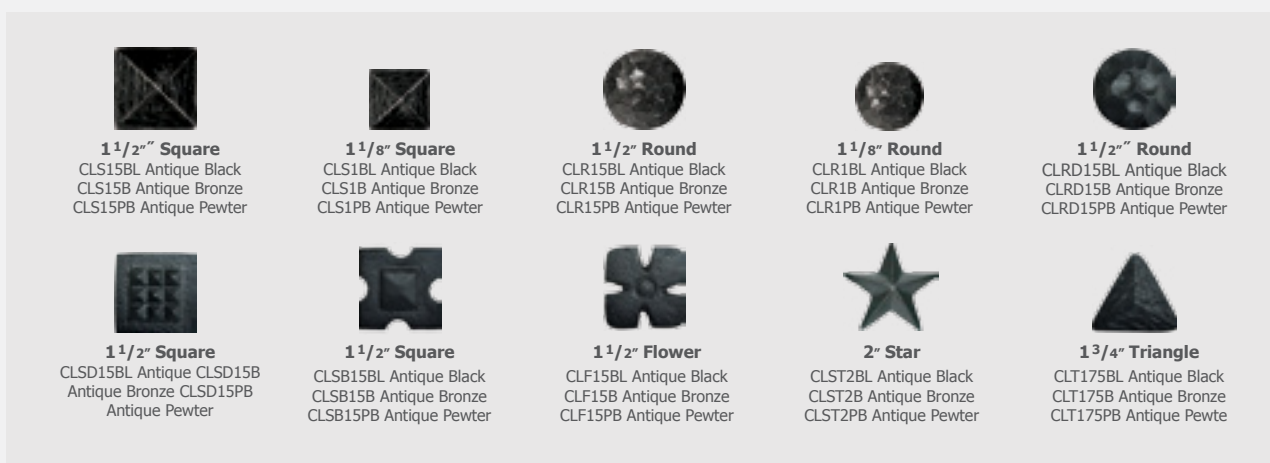 1 1/2"˝ Square
CLS15BL Antique Black
CLS15B Antique Bronze
CLS15PB Antique Pewter
1 1/8" Square
CLS1BL Antique Black
CLS1B Antique Bronze
CLS1PB Antique Pewter
1 1/2" Round
CLR15BL Antique Black
CLR15B Antique Bronze
CLR15PB Antique Pewter
1 1/8" Round
CLR1BL Antique Black
CLR1B Antique Bronze
CLR1PB Antique Pewter
1 1/2"˝ Round
CLRD15BL Antique Black
CLRD15B Antique Bronze
CLRD15PB Antique Pewter
1 1/2" Square
CLSD15BL Antique CLSD15B
Antique Bronze CLSD15PB
Antique Pewter
1 1/2" Square
CLSB15BL Antique Black
CLSB15B Antique Bronze
CLSB15PB Antique Pewter
1 1/2" Flower
CLF15BL Antique Black
CLF15B Antique Bronze
CLF15PB Antique Pewter
2" Star
CLST2BL Antique Black
CLST2B Antique Bronze
CLST2PB Antique Pewter
1 3/4" Triangle
CLT175BL Antique Black
CLT175B Antique Bronze
CLT175PB Antique Pewte